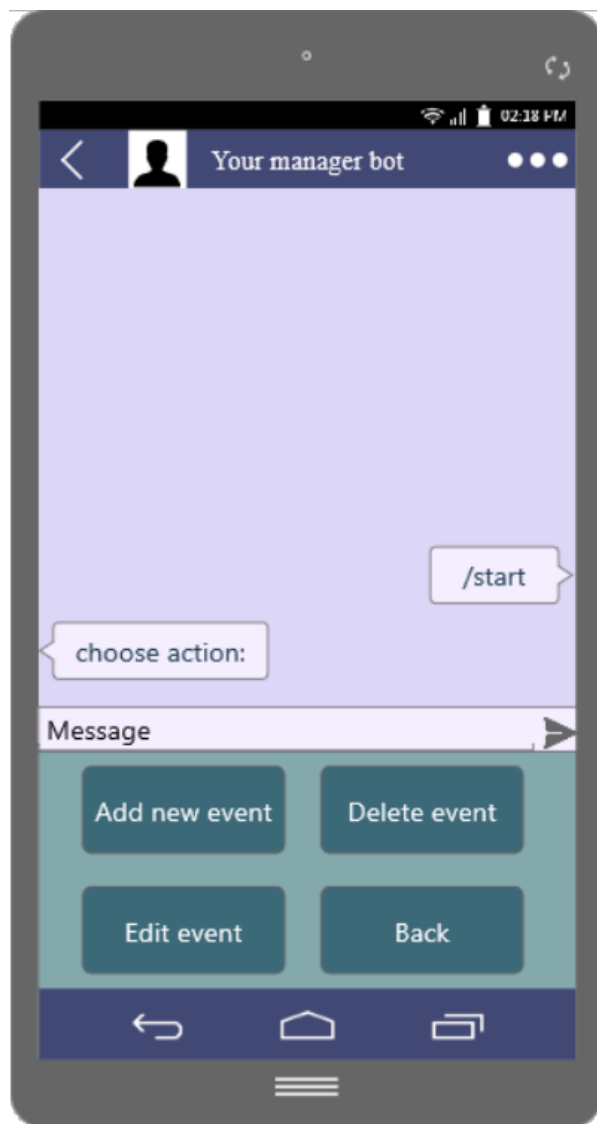 02:18 PM
Your manager bot
/start
choose action:
Message
Add new event
Delete event
Edit event
Back